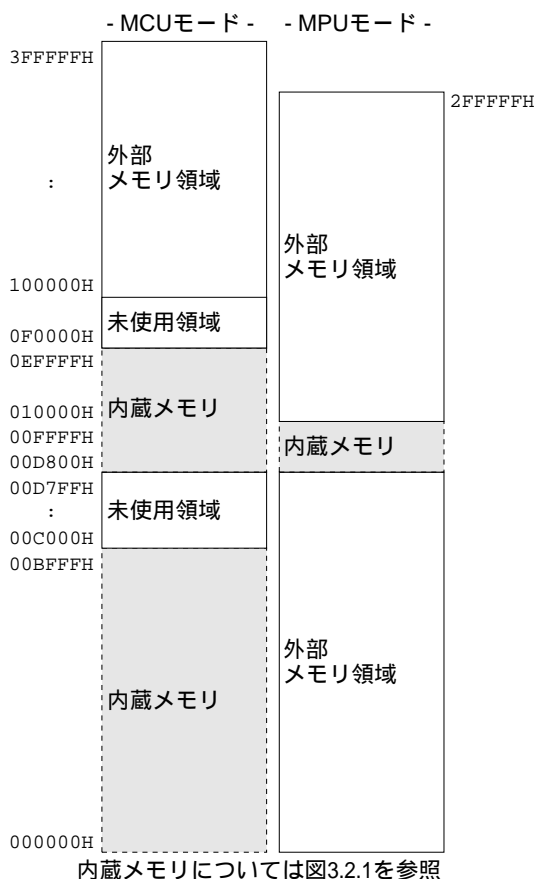 - MCUモード - - MPUモード -
3FFFFFH
2FFFFFH
外部
メモリ領域
:
外部
メモリ領域
100000H
未使用領域
0F0000H
0EFFFFH
内蔵メモリ
010000H
00FFFFH
内蔵メモリ
00D800H
00D7FFH
未使用領域
:
00C000H
00BFFFH
外部
メモリ領域
内蔵メモリ
000000H
内蔵メモリについては図3.2.1を参照